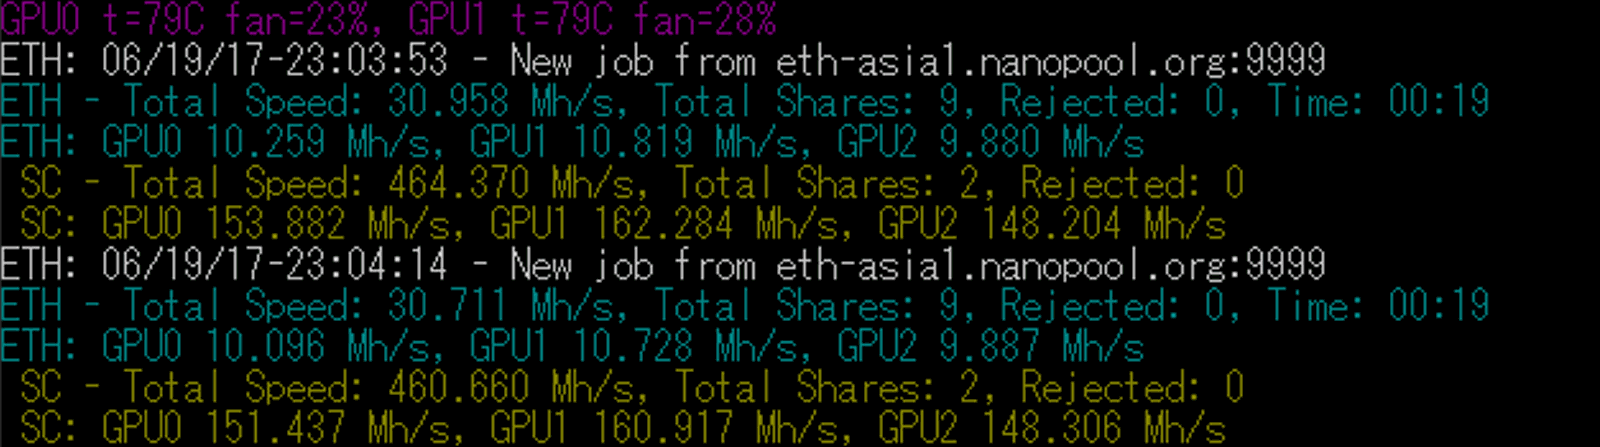 GPU0 t=79C fan=23%, GPU1 t=79C fan=28%
ETH: 06/19/17-23:03:53 - New job from eth-asia1.nanopool.org:9999
ETH - Total Speed: 30.958 Mh/s, Total Shares: 9, Rejected: 0, Time: 00:19
ETH: GPU0 10.259 Mh/s, GPU1 10.819 Mh/s, GPU2 9.880 Mh/s
SC - Total Speed: 464.370 Mh/s, Total Shares: 2, Rejected: 0
SC: GPU0 153.882 Mh/s, GPU1 162.284 Mh/s, GPU2 148.204 Mh/s
ETH: 06/19/17-23:04:14 - New job from eth-asia1.nanopool.org:9999
ETH - Total Speed: 30.711 Mh/s, Total Shares: 9, Rejected: 0, Time: 00:19
ETH: GPU0 10.096 Mh/s, GPU1 10.728 Mh/s, GPU2 9.887 Mh/s
SC - Total Speed: 460.660 Mh/s, Total Shares: 2, Rejected: 0
SC: GPU0 151.437 Mh/s, GPU1 160.917 Mh/s, GPU2 148.306 Mh/s